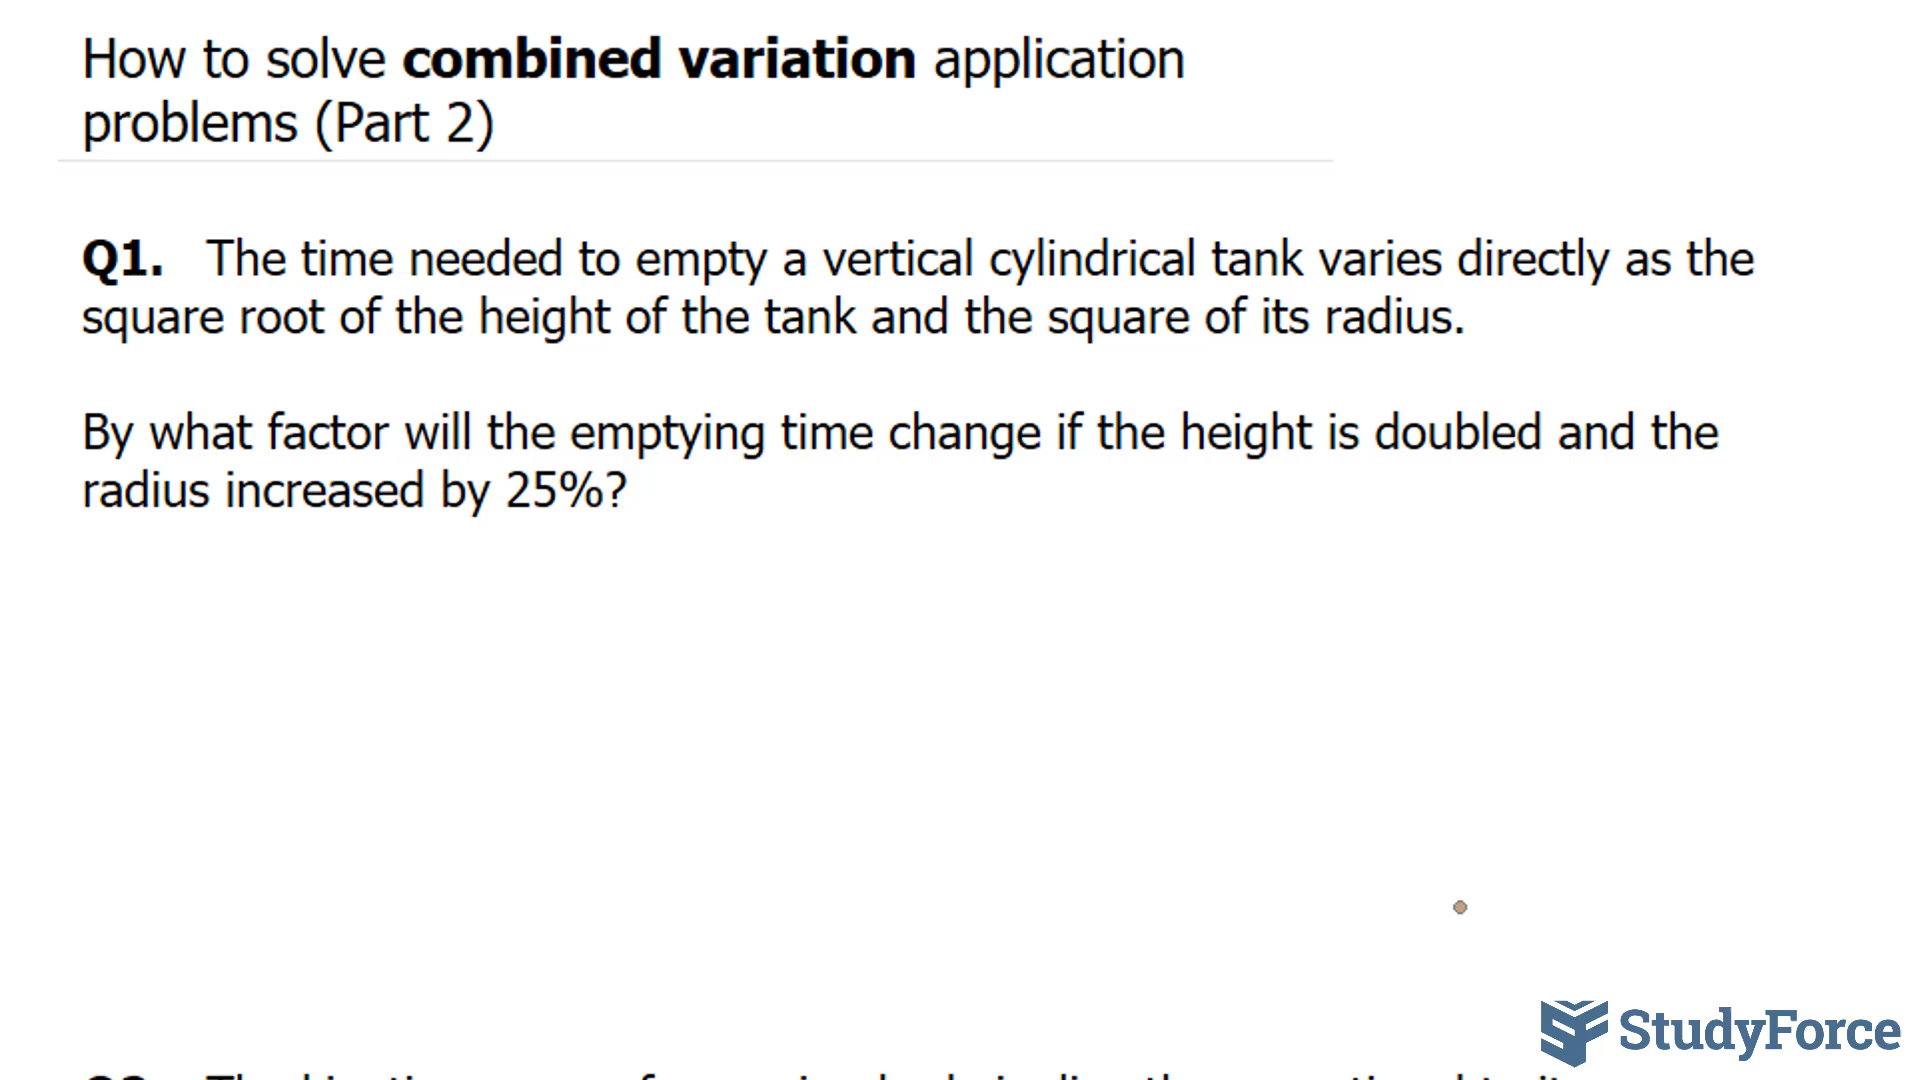 How to solve combined variation application
problems (Part 2)
Q1. The time needed to empty a vertical cylindrical tank varies directly as the
square root of the height of the tank and the square of its radius.
By what factor will the emptying time change if the height is doubled and the
radius increased by 25%?
StudyForce